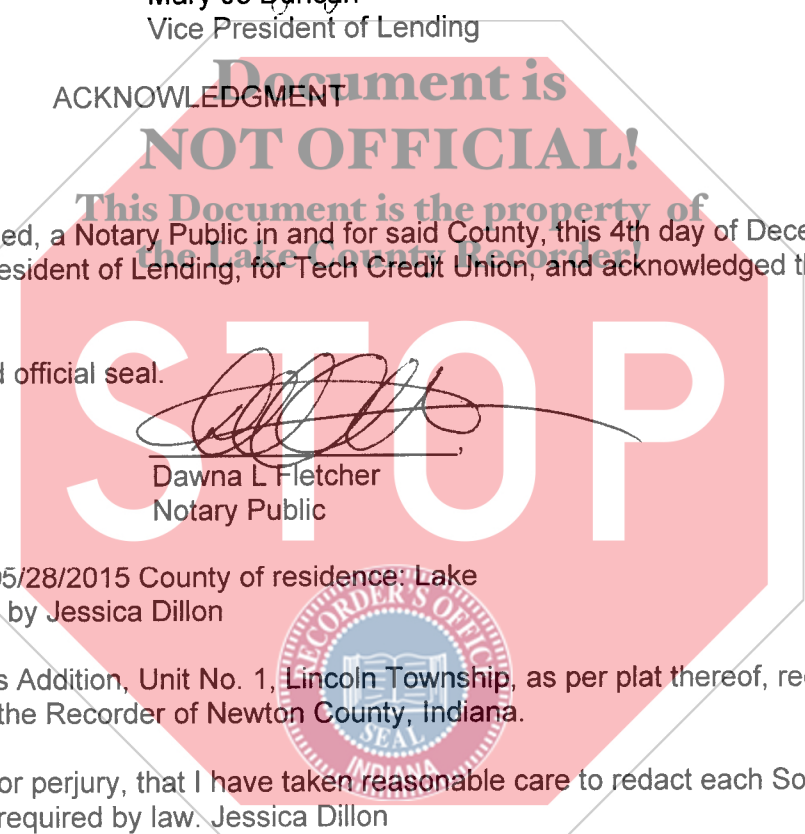 Mary Jo Duncan
Vice President of Lending
Document is
ACKNOWLEDGMENT
NOT OFFICIAL!
This Document is the property of
ed, a Notary Public in and for said County, this 4th day of Dece
the Lake County Recorder!
esident of Lending, for Tech Credit Union, and acknowledged th
STOP
d official seal.
,
Dawna L Fletcher
Notary Public
05/28/2015 County of residence: Lake
by Jessica Dillon
RECORDER'S OFFICE
s Addition, Unit No. 1, Lincoln Township, as per plat thereof, rec
the Recorder of Newton County, Indiana.
SEAL
INDIANA
or perjury, that I have taken reasonable care to redact each So
required by law. Jessica Dillon